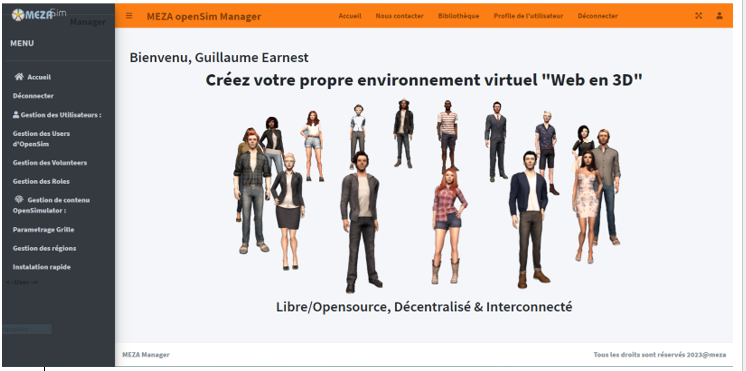 MEZASim
Manager
MENU
Accueil
Déconnecter
Gestion des Utilisateurs :
Gestion des Users
d'OpenSim
Gestion des Volunteers
Gestion des Roles
Gestion de contenu
OpenSimulator :
Parametrage Grille
Gestion des régions
Instalation rapide
MEZA openSim Manager
Accueil
Nous contacter
Bibliothèque
Profile de l'utilisateur
Déconnecter
Bienvenu, Guillaume Earnest
Créez votre propre environnement virtuel "Web en 3D"
Libre/Opensource, Décentralisé & Interconnecté
MEZA Manager
Tous les droits sont réservés 2023@meza